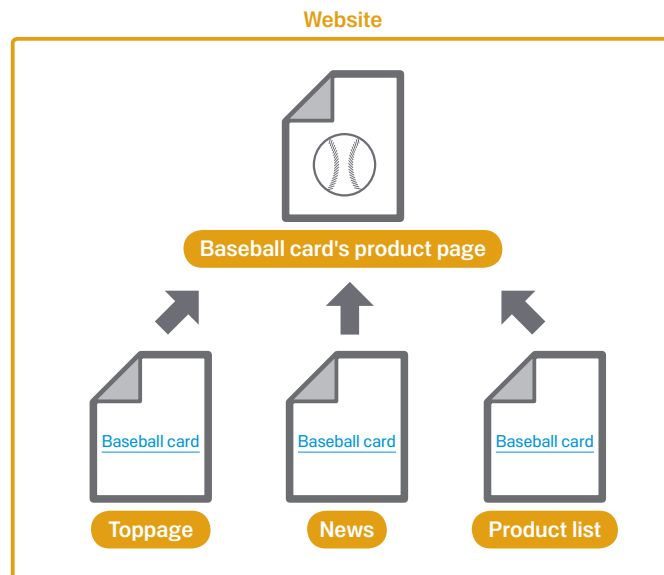 Website
Baseball card's product page
Baseball card
Baseball card
Baseball card
Toppage
News
Product list